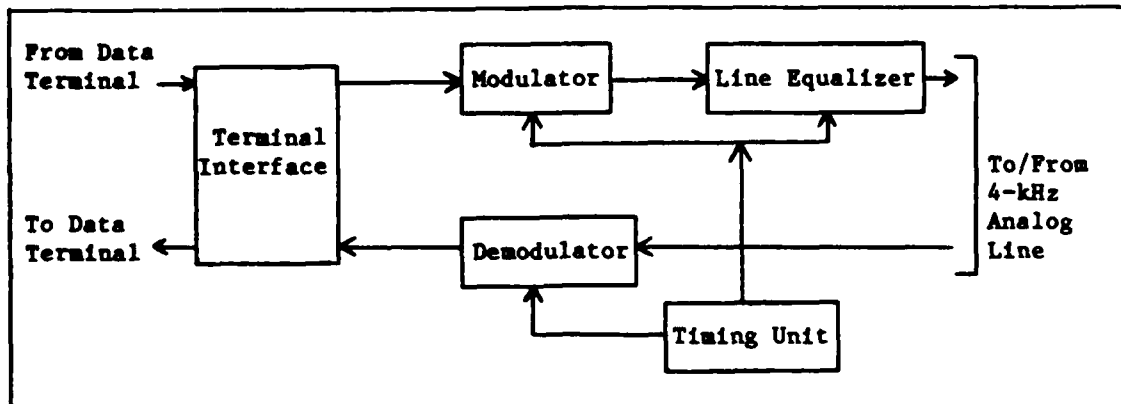 From Data
Terminal
Modulator
Line Equalizer
Terminal
Interface
To/From
4-kHz
Analog
Line
To Data
Terminal
Demodulator
Timing Unit